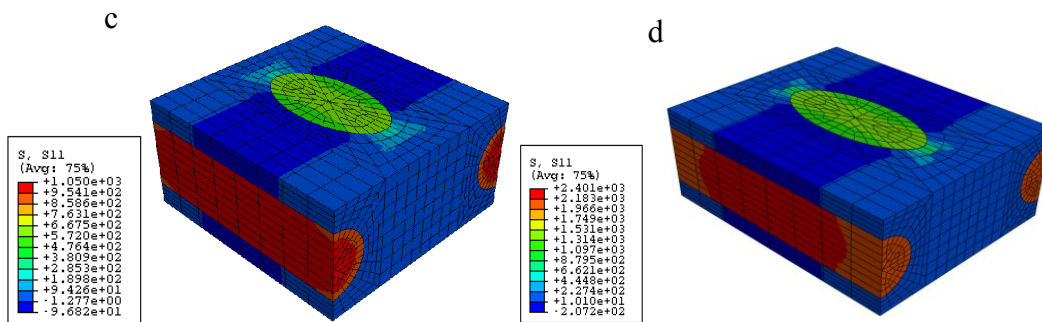 c
d
S, S11
(Avg: 75%)
+1.050e+03
+9.541e+02
+8.586e+02
+7.631e+02
+6.675e+02
+5.720e+02
+4.764e+02
+3.809e+02
+2.853e+02
+1.898e+02
+9.426e+01
-1.277e+00
-9.682e+01
S, S11
(Avg: 75%)
+2.401e+03
+2.183e+03
+1.966e+03
+1.749e+03
+1.531e+03
+1.314e+03
+1.097e+03
+8.795e+02
+6.621e+02
+4.448e+02
+2.274e+02
+1.010e+01
-2.072e+02